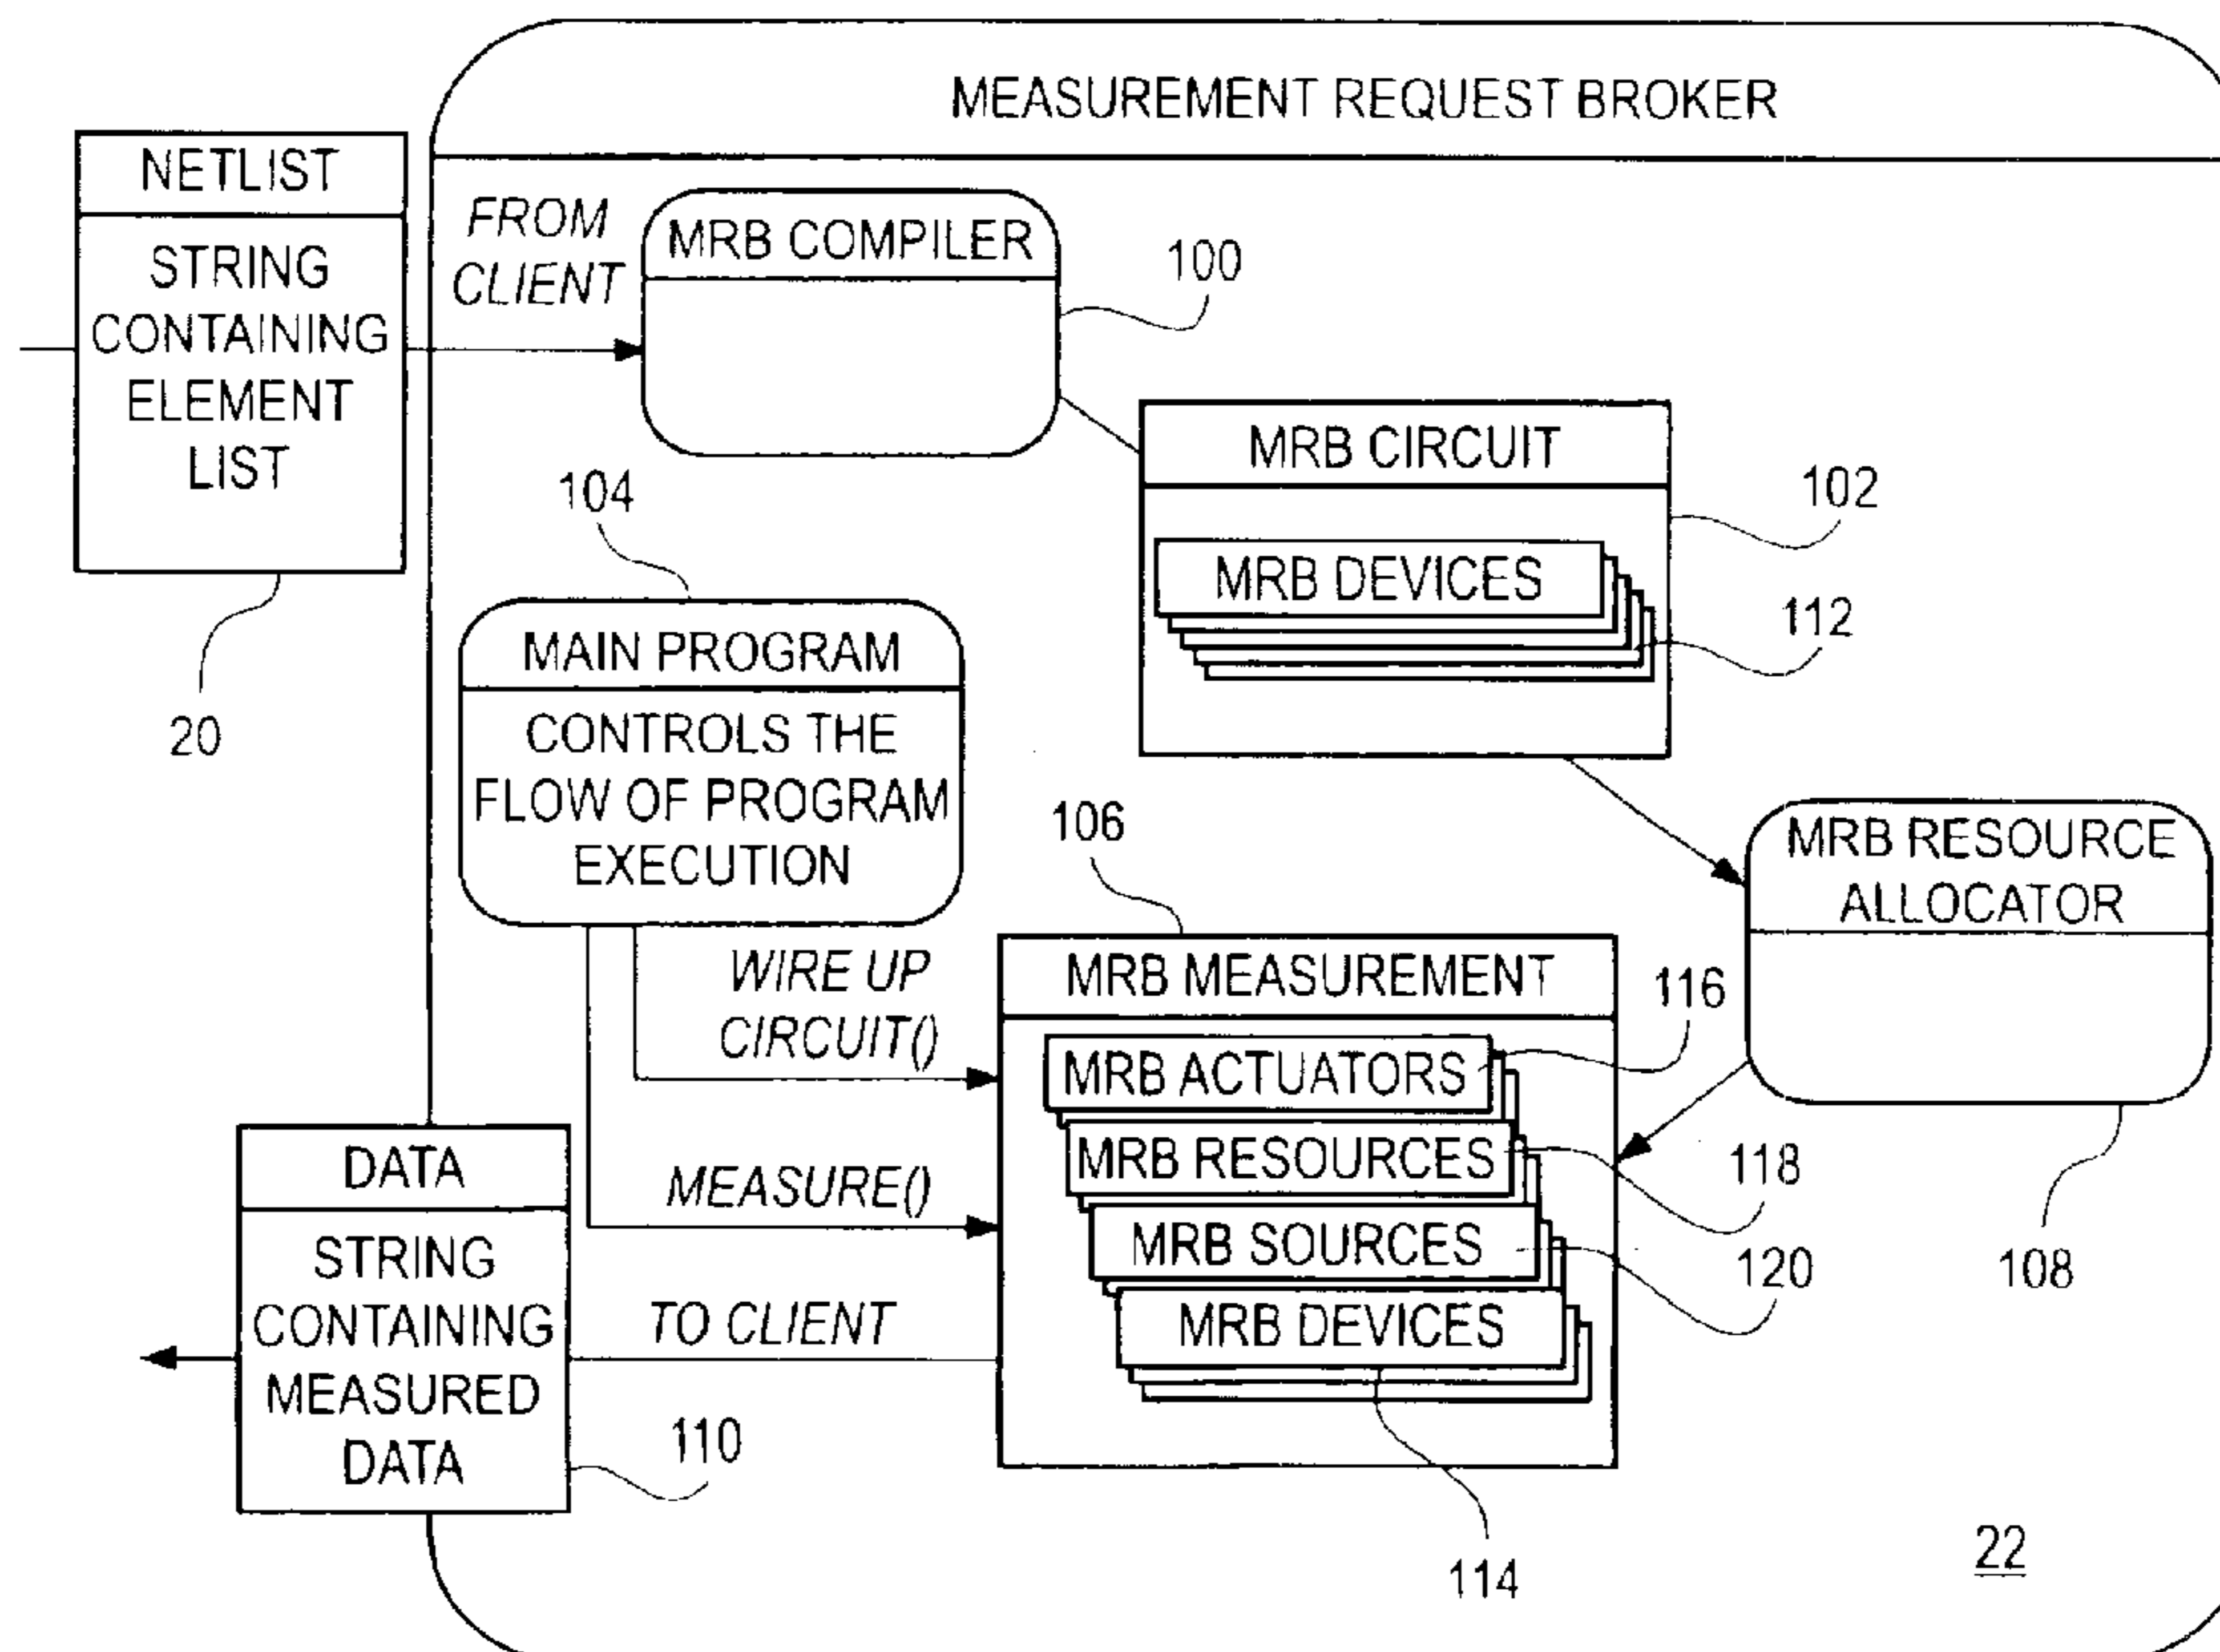 MEASUREMENT REQUEST BROKER
NETLIST
STRING
CONTAINING
ELEMENT
LIST
20
FROM
CLIENT
MRB COMPILER
100
MRB CIRCUIT
102
MRB DEVICES
112
104
MAIN PROGRAM
CONTROLS THE
FLOW OF PROGRAM
EXECUTION
WIRE UP
CIRCUIT()
MEASURE()
TO CLIENT
106
MRB MEASUREMENT
MRB ACTUATORS
116
MRB RESOURCES
118
MRB SOURCES
120
MRB DEVICES
114
MRB RESOURCE
ALLOCATOR
108
DATA
STRING
CONTAINING
MEASURED
DATA
110
22